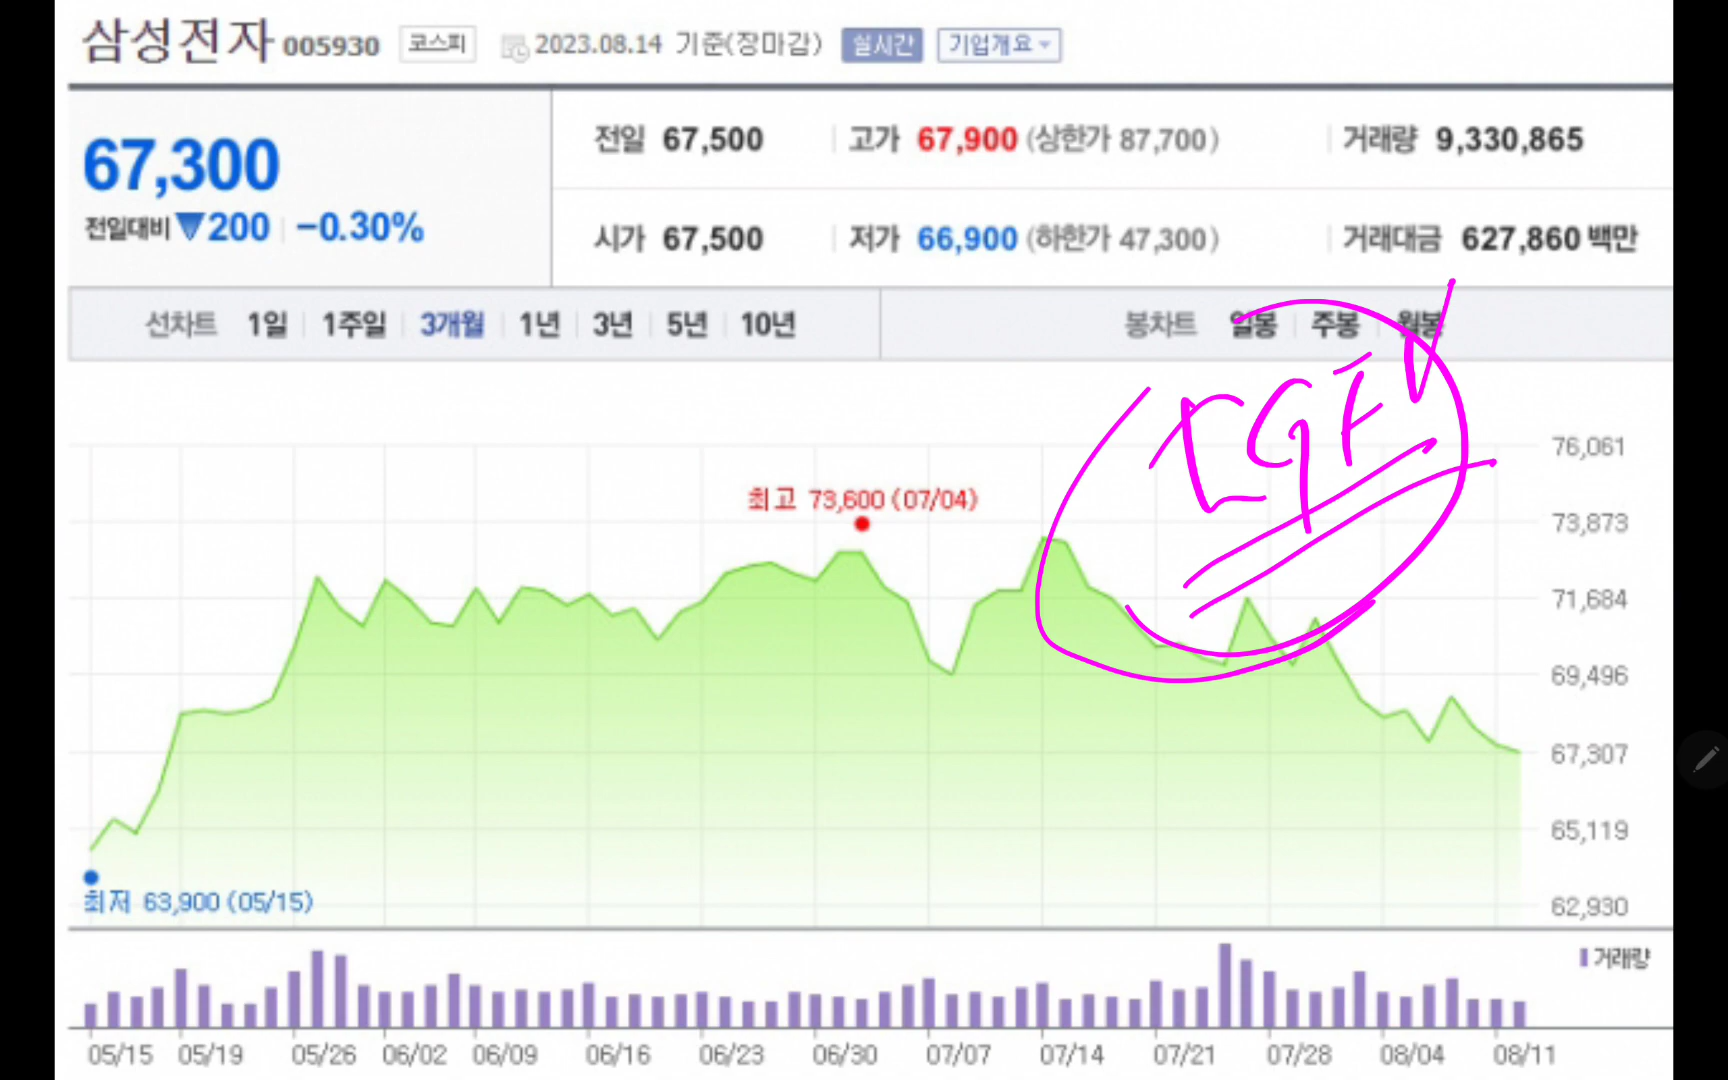 삼성전자 005930 코스피 2023.08.14 기준(장마감) 실시간 기업개요
67,300
전일대비 ▼200 -0.30%
전일 67,500 고가 67,900 (상한가 87,700) 거래량 9,330,865
시가 67,500 저가 66,900 (하한가 47,300) 거래대금 627,860 백만
선차트 1일 1주일 3개월 1년 3년 5년 10년 봉차트 일봉 주봉 월봉
76,061
최고 73,600 (07/04)
73,873
71,684
69,496
67,307
65,119
최저 63,900 (05/15)
62,930
거래량
05/15 05/19 05/26 06/02 06/09 06/16 06/23 06/30 07/07 07/14 07/21 07/28 08/04 08/11